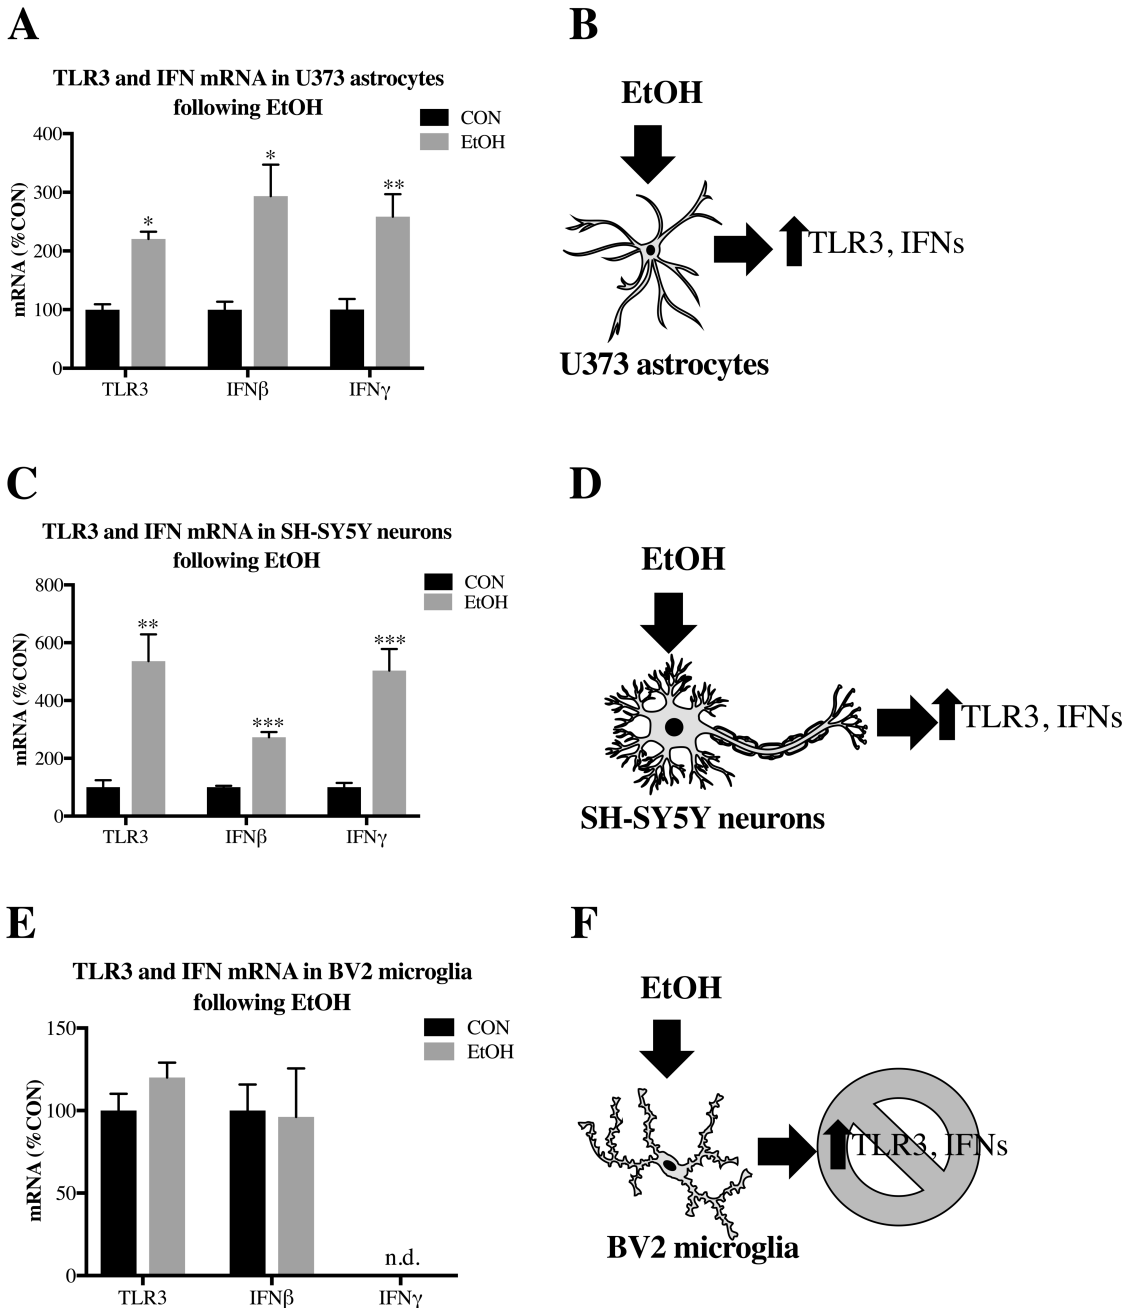 A
TLR3 and IFN mRNA in U373 astrocytes
following EtOH
CON
EtOH
mRNA (%CON)
400
300
200
100
0
*
*
**
TLR3
IFNβ
IFNγ
B
EtOH
TLR3, IFNs
U373 astrocytes
C
TLR3 and IFN mRNA in SH-SY5Y neurons
following EtOH
CON
EtOH
mRNA (%CON)
800
600
400
200
0
**
***
***
TLR3
IFNβ
IFNγ
D
EtOH
TLR3, IFNs
SH-SY5Y neurons
E
TLR3 and IFN mRNA in BV2 microglia
following EtOH
CON
EtOH
mRNA (%CON)
150
100
50
0
n.d.
TLR3
IFNβ
IFNγ
F
EtOH
TLR3, IFNs
BV2 microglia